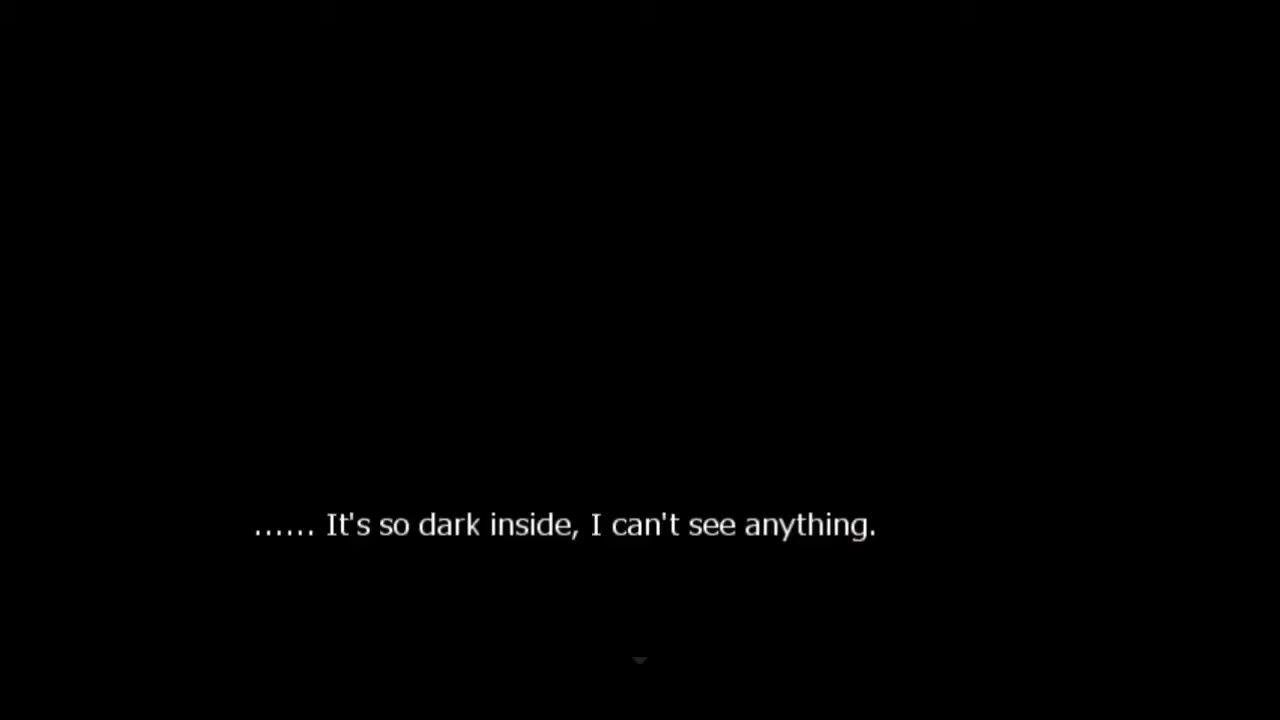 ...... It's so dark inside, I can't see anything.